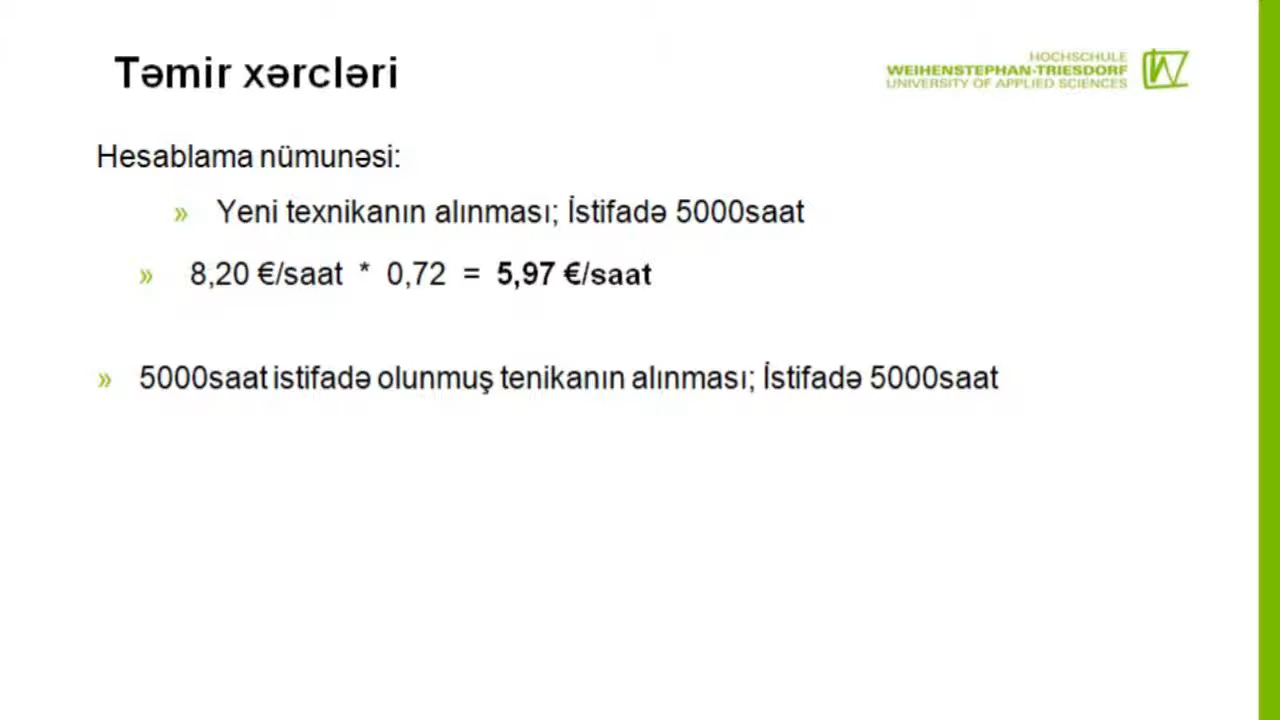 Təmir xərcləri
HOCHSCHULE
WEIHENSTEPHAN-TRIESDORF
UNIVERSITY OF APPLIED SCIENCES
Hesablama nümunəsi:
» Yeni texnikanın alınması; İstifadə 5000saat
» 8,20 €/saat * 0,72 = 5,97 €/saat
» 5000saat istifadə olunmuş tenikanın alınması; İstifadə 5000saat